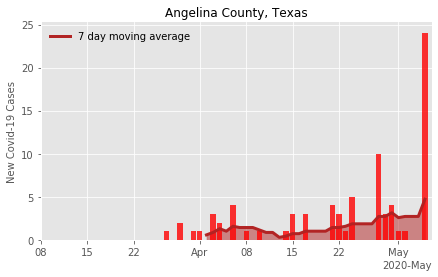 Angelina County, Texas
7 day moving average
New Covid-19 Cases
25
20
15
10
5
0
08 15 22 Apr 08 15 22 May
2020-May